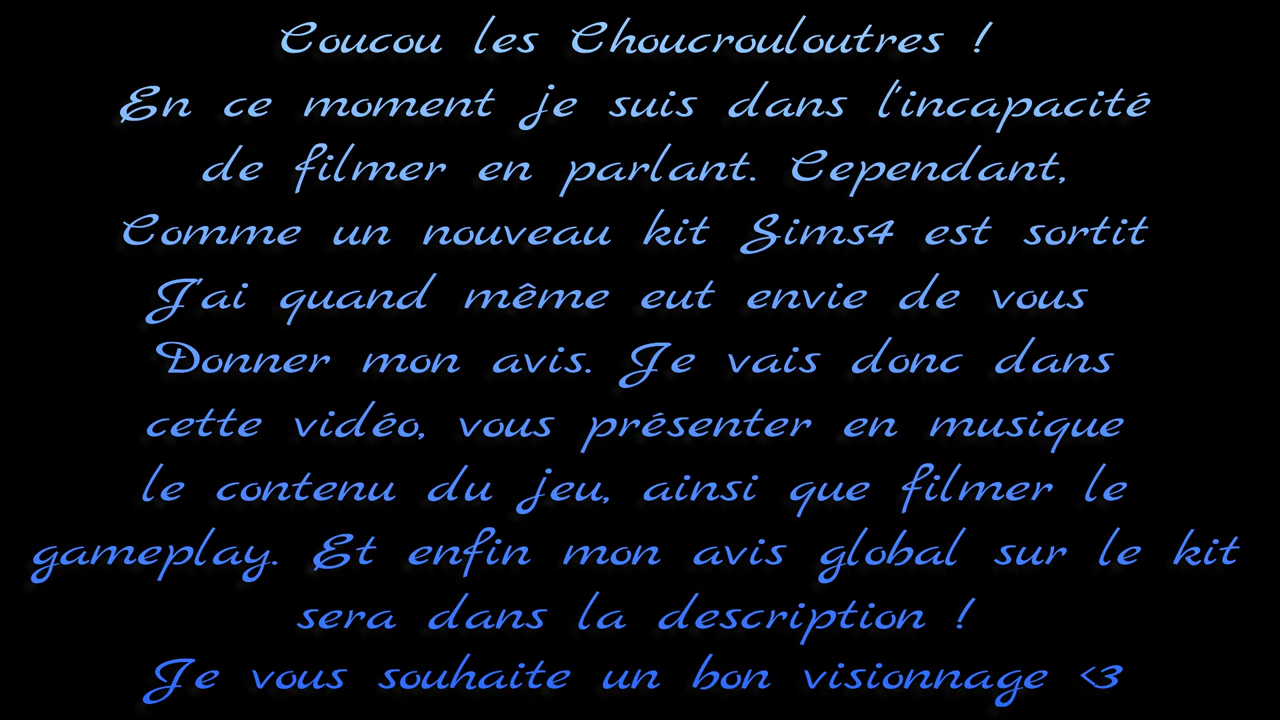 Coucou les Choucrouloutres !
En ce moment je suis dans l'incapacité
de filmer en parlant. Cependant,
Comme un nouveau kit Sims4 est sortit
J'ai quand même eut envie de vous
Donner mon avis. Je vais donc dans
cette vidéo, vous présenter en musique
le contenu du jeu, ainsi que filmer le
gameplay. Et enfin mon avis global sur le kit
sera dans la description !
Je vous souhaite un bon visionnage <3